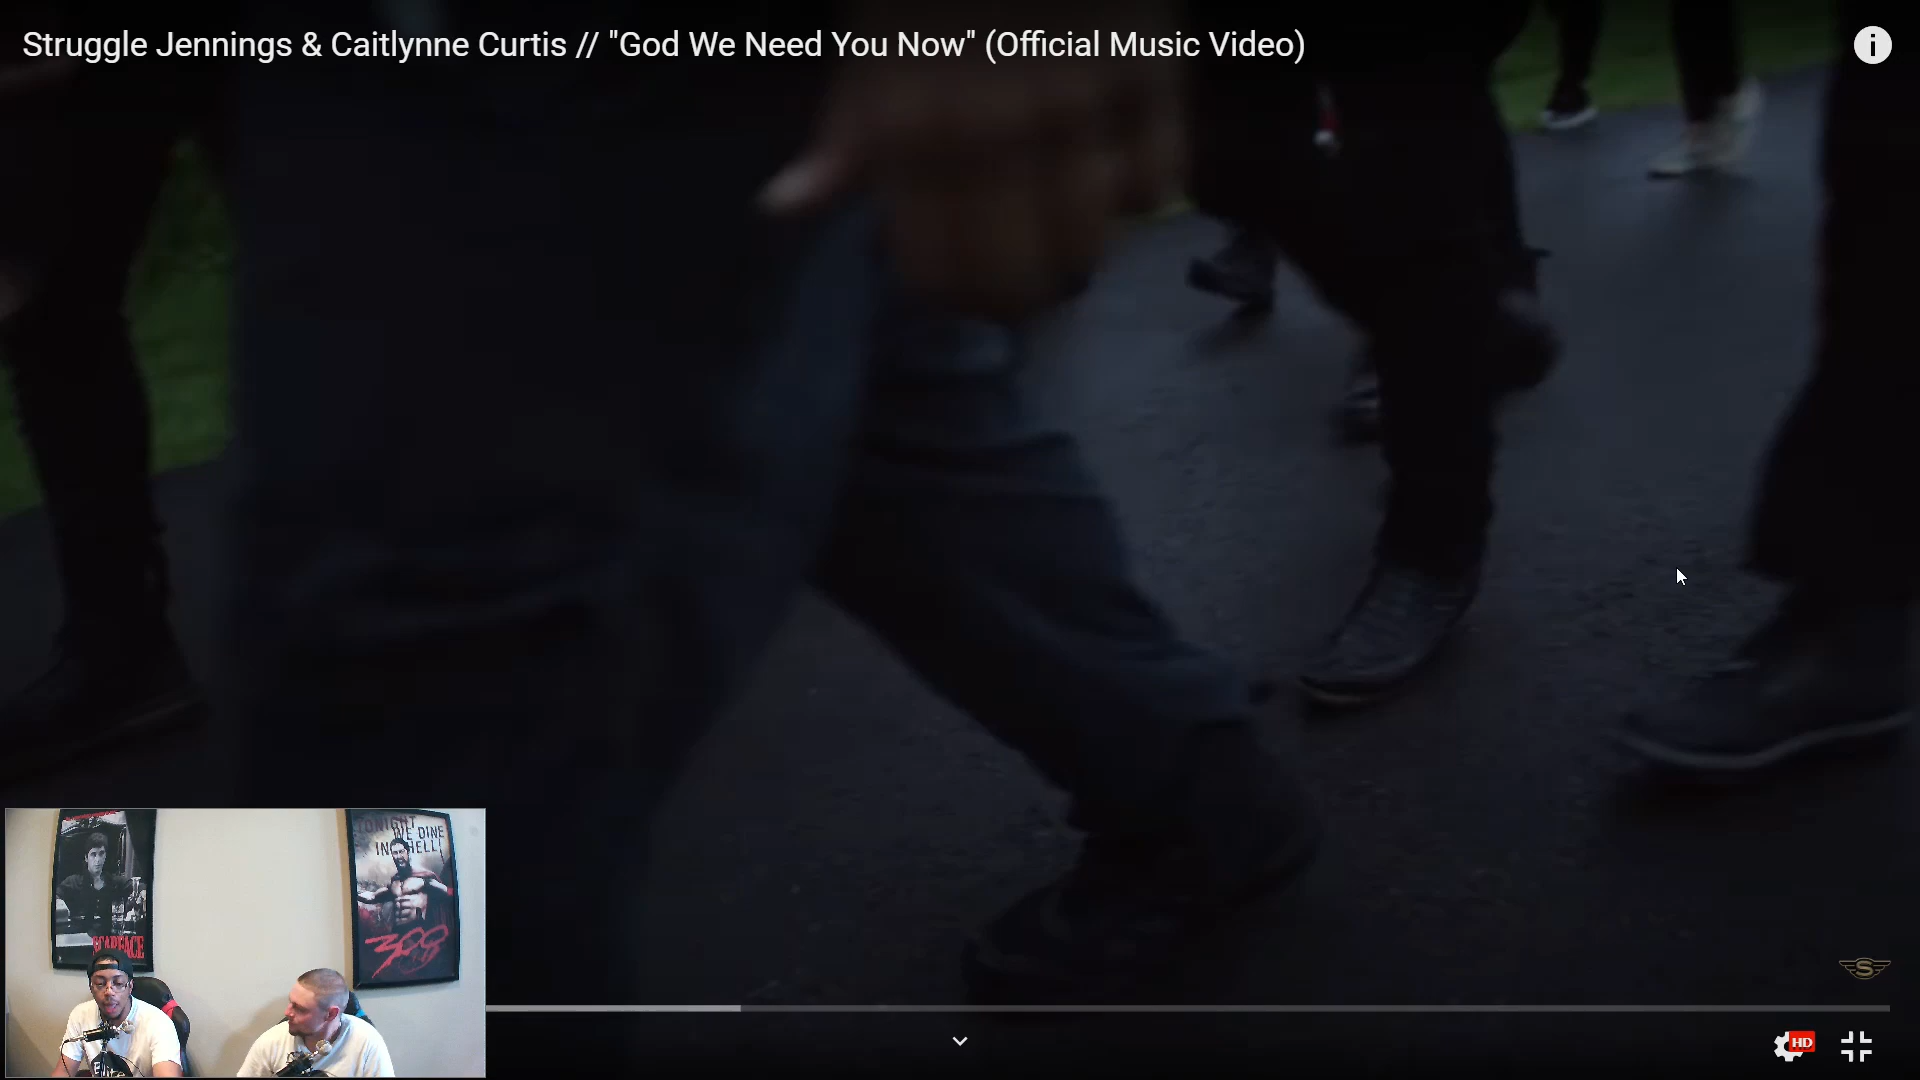 Struggle Jennings & Caitlynne Curtis // "God We Need You Now" (Official Music Video)
TONIGHT
WE DINE
IN HELL!
SCARFACE
300
S
HD